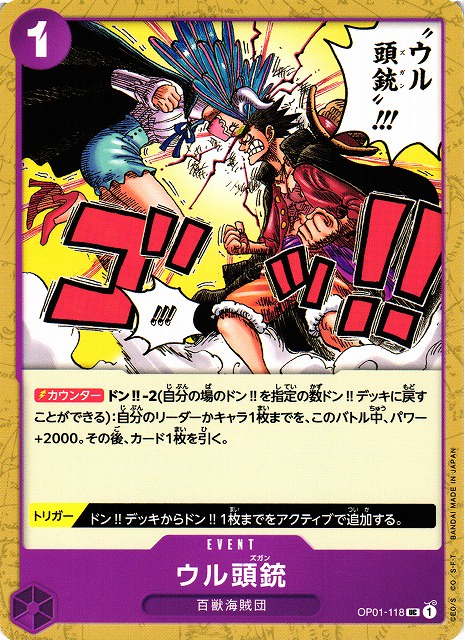 1
〝ウル
頭銃〟!!!
ズガン
ゴッ!!
!!!
カウンター ドン!!-2(自分の場のドン!!を指定の数ドン!!デッキに戻す
ことができる):自分のリーダーかキャラ1枚までを、このバトル中、パワー
+2000。その後、カード1枚を引く。
トリガー ドン!!デッキからドン!!1枚までをアクティブで追加する。
EVENT
ズガン
ウル頭銃
百獣海賊団
OP01-118 UC 1
©E.O/S. ©O./S.・F.T. BANDAI MADE IN JAPAN